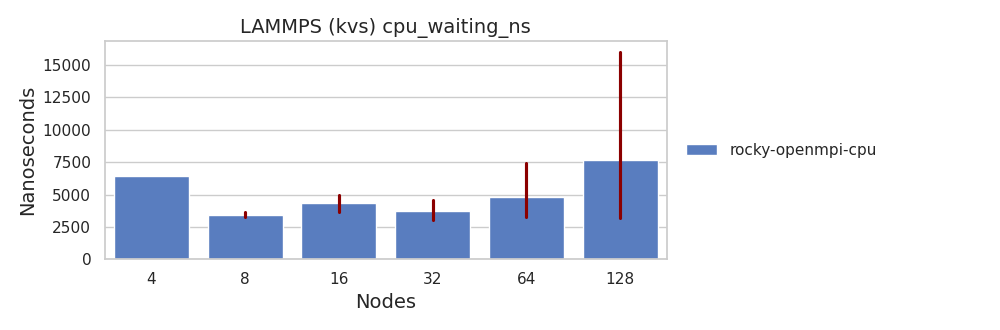 LAMMPS (kvs) cpu_waiting_ns
Nanoseconds
15000
12500
10000
7500
5000
2500
0
4 8 16 32 64 128
Nodes
rocky-openmpi-cpu